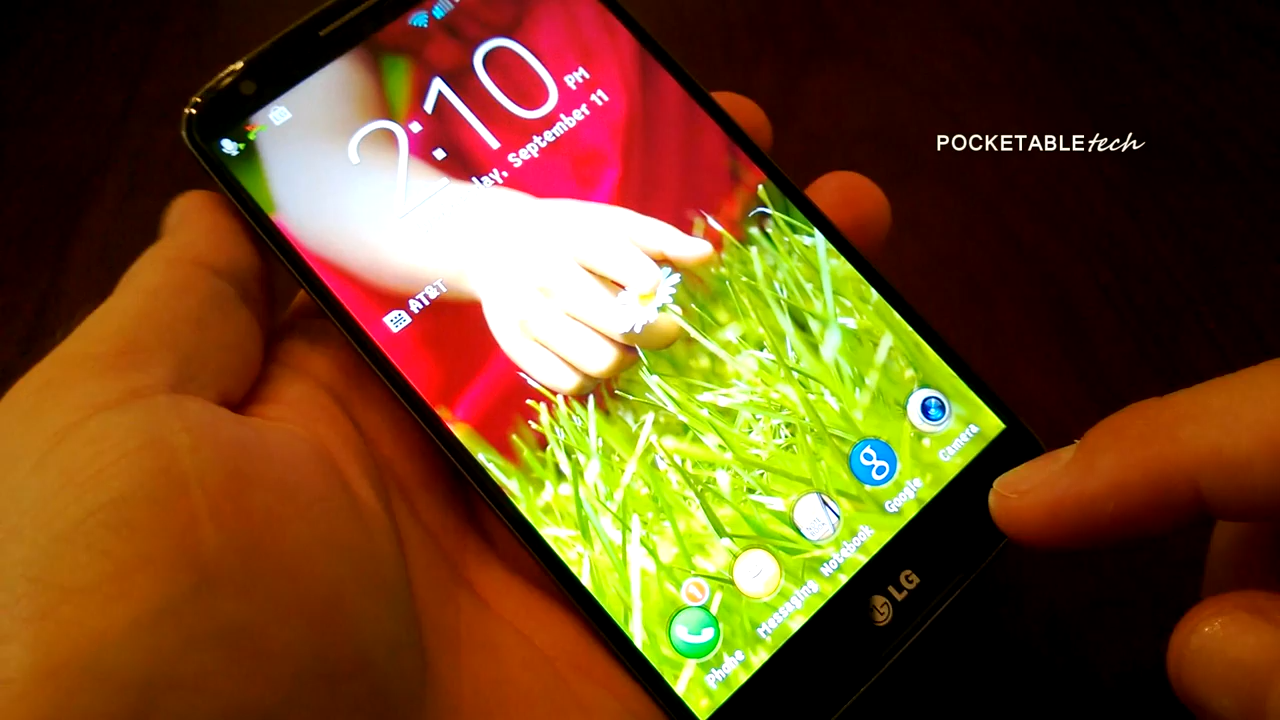 2:10 PM
September 11
AT&T
POCKETABLEtech
Camera
Google
Notebook
Messaging
Phone
LG